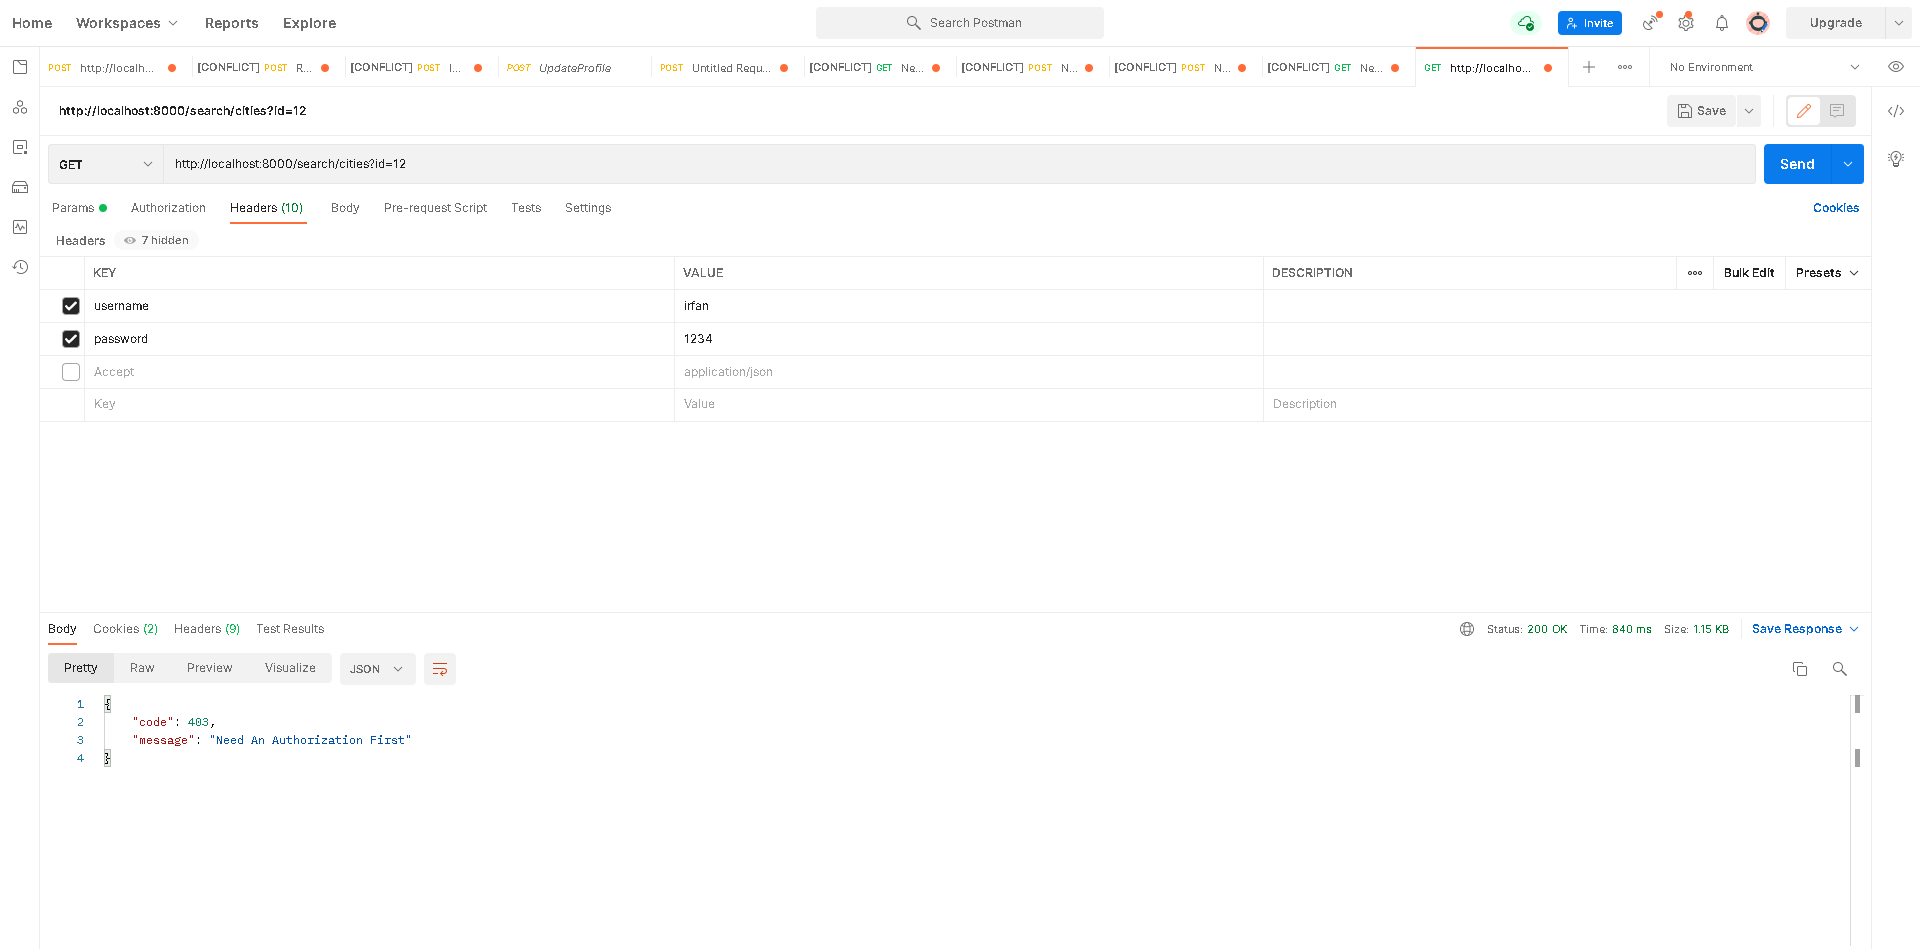 Home Workspaces Reports Explore Search Postman Invite Upgrade
POST http://localh... [CONFLICT] POST R... [CONFLICT] POST I... POST UpdateProfile POST Untitled Requ... [CONFLICT] GET Ne... [CONFLICT] POST N... [CONFLICT] POST N... [CONFLICT] GET Ne... GET http://localho... No Environment
http://localhost:8000/search/cities?id=12 Save
GET http://localhost:8000/search/cities?id=12 Send
Params Authorization Headers (10) Body Pre-request Script Tests Settings Cookies
Headers 7 hidden
KEY VALUE DESCRIPTION Bulk Edit Presets
username irfan
password 1234
Accept application/json
Key Value Description
Body Cookies (2) Headers (9) Test Results Status: 200 OK Time: 840 ms Size: 1.15 KB Save Response
Pretty Raw Preview Visualize JSON
1 {
2 "code": 403,
3 "message": "Need An Authorization First"
4 }